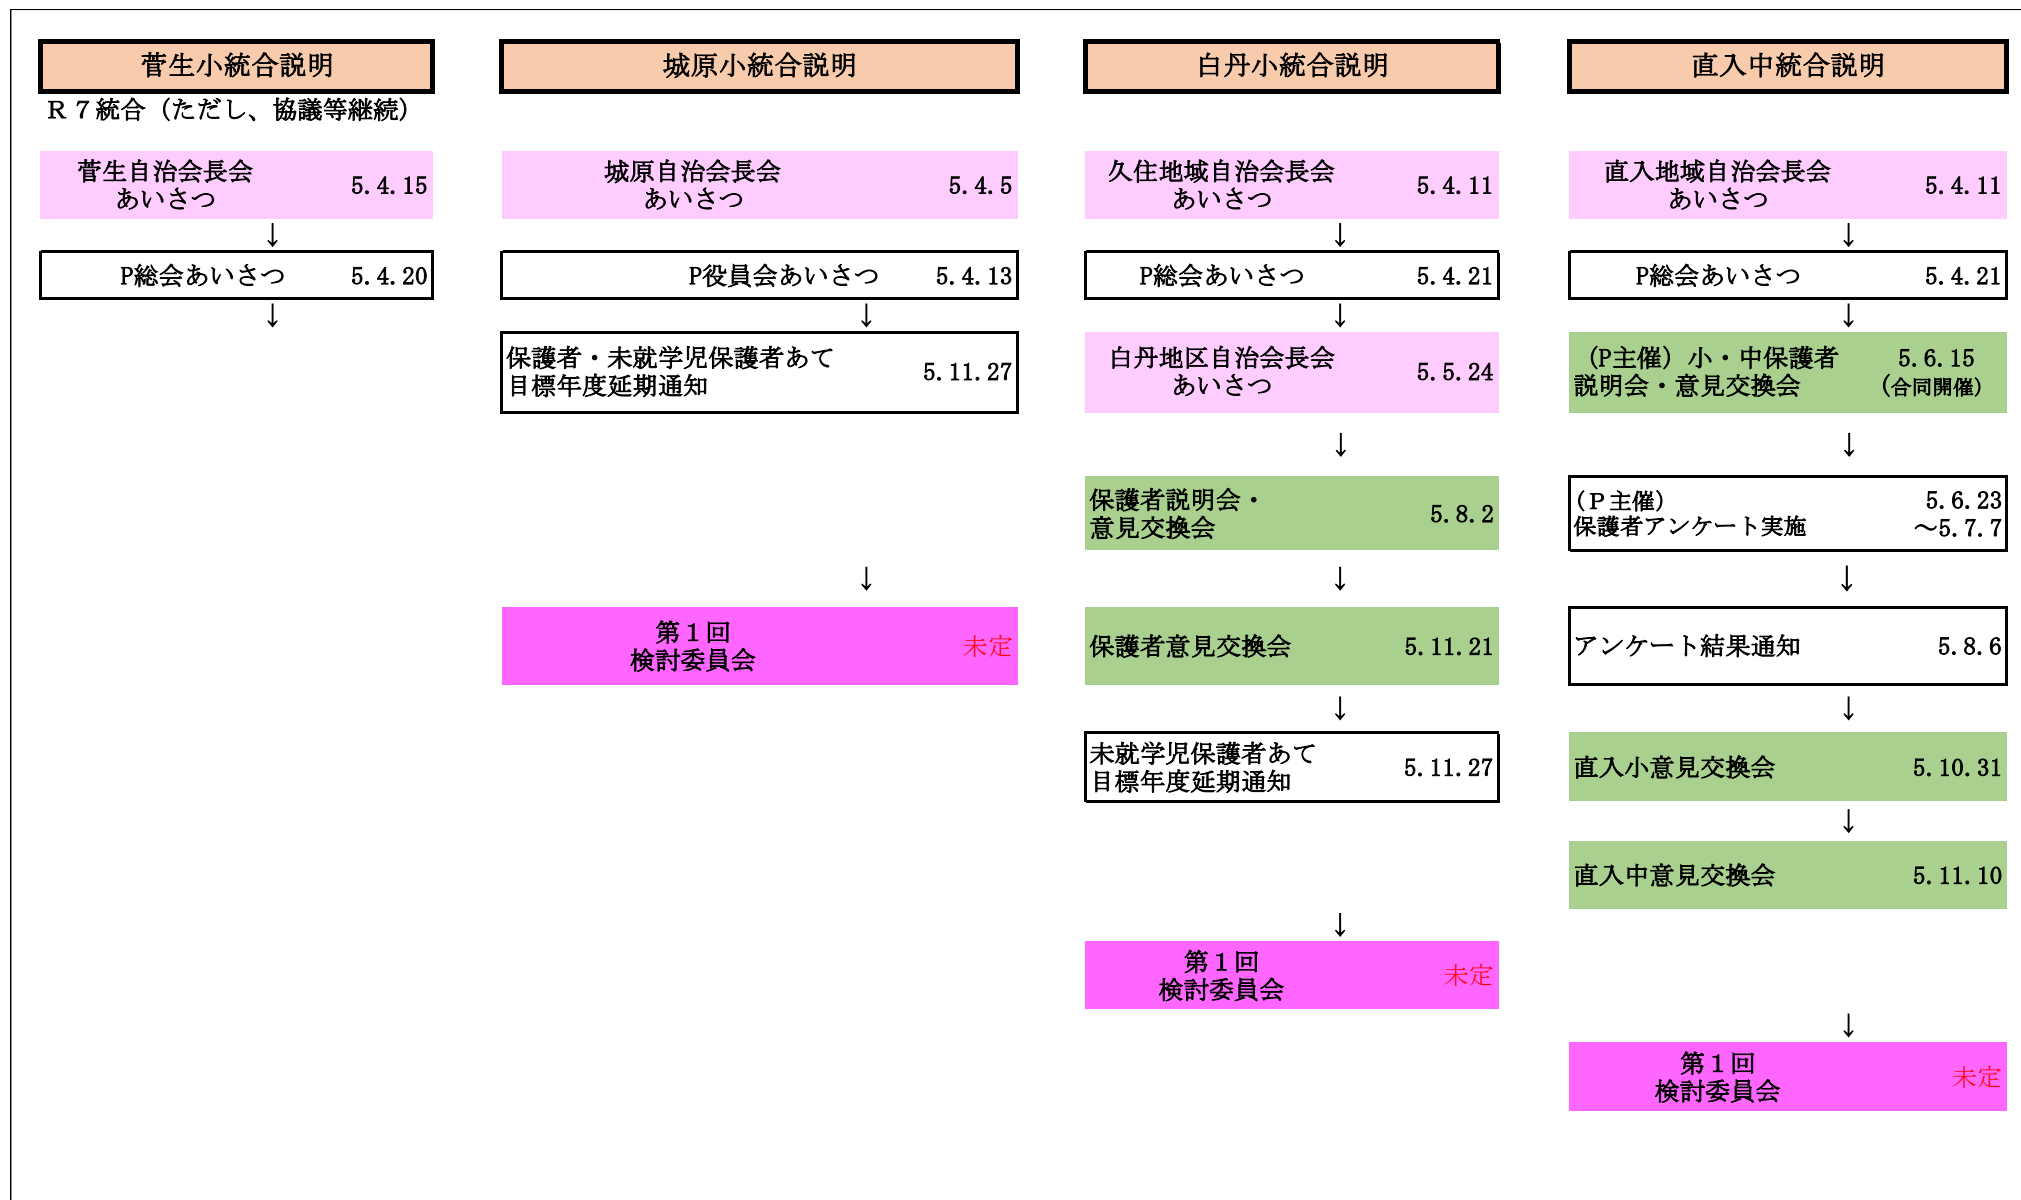 菅生小統合説明
R7統合（ただし、協議等継続）
菅生自治会長会
あいさつ
5.4.15
↓
P総会あいさつ 5.4.20
↓
城原小統合説明
城原自治会長会
あいさつ
5.4.5
P役員会あいさつ 5.4.13
↓
保護者・未就学児保護者あて
目標年度延期通知
5.11.27
↓
第１回
検討委員会
未定
白丹小統合説明
久住地域自治会長会
あいさつ
5.4.11
↓
P総会あいさつ 5.4.21
↓
白丹地区自治会長会
あいさつ
5.5.24
↓
保護者説明会・
意見交換会
5.8.2
↓
保護者意見交換会 5.11.21
↓
未就学児保護者あて
目標年度延期通知
5.11.27
↓
第１回
検討委員会
未定
直入中統合説明
直入地域自治会長会
あいさつ
5.4.11
↓
P総会あいさつ 5.4.21
↓
（P主催）小・中保護者 5.6.15
説明会・意見交換会 （合同開催）
↓
（Ｐ主催） 5.6.23
保護者アンケート実施 ～5.7.7
↓
アンケート結果通知 5.8.6
↓
直入小意見交換会 5.10.31
↓
直入中意見交換会 5.11.10
↓
第１回
検討委員会
未定